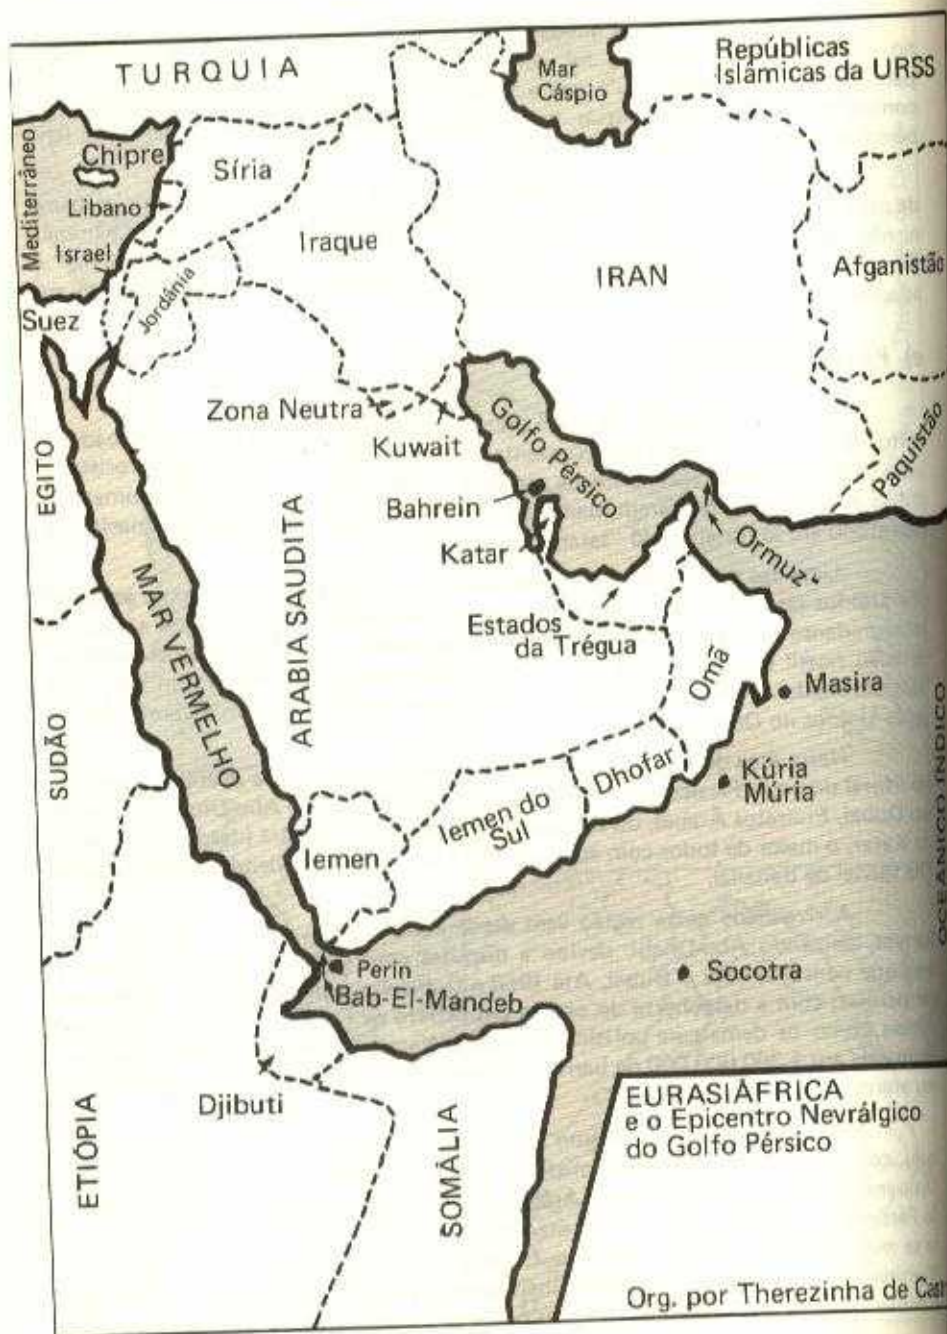 TURQUIA
Mar
Cáspio
Repúblicas
Islâmicas da URSS
Mediterrâneo
Chipre
Síria
Libano
Israel
Iraque
IRAN
Afganistão
Jordânia
Suez
Zona Neutra
Kuwait
Golfo Pérsico
Paquistão
EGITO
Bahrein
Katar
Ormuz
MAR VERMELHO
ARABIA SAUDITA
Estados
da Trégua
Omã
Masira
SUDÃO
Kúria
Múria
Dhofar
Iemen do
Sul
Iemen
OCEANO ÍNDICO
Perin
Bab-El-Mandeb
Socotra
Djibuti
ETIÓPIA
SOMÁLIA
EURASIÁFRICA
e o Epicentro Nevrálgico
do Golfo Pérsico
Org. por Therezinha de